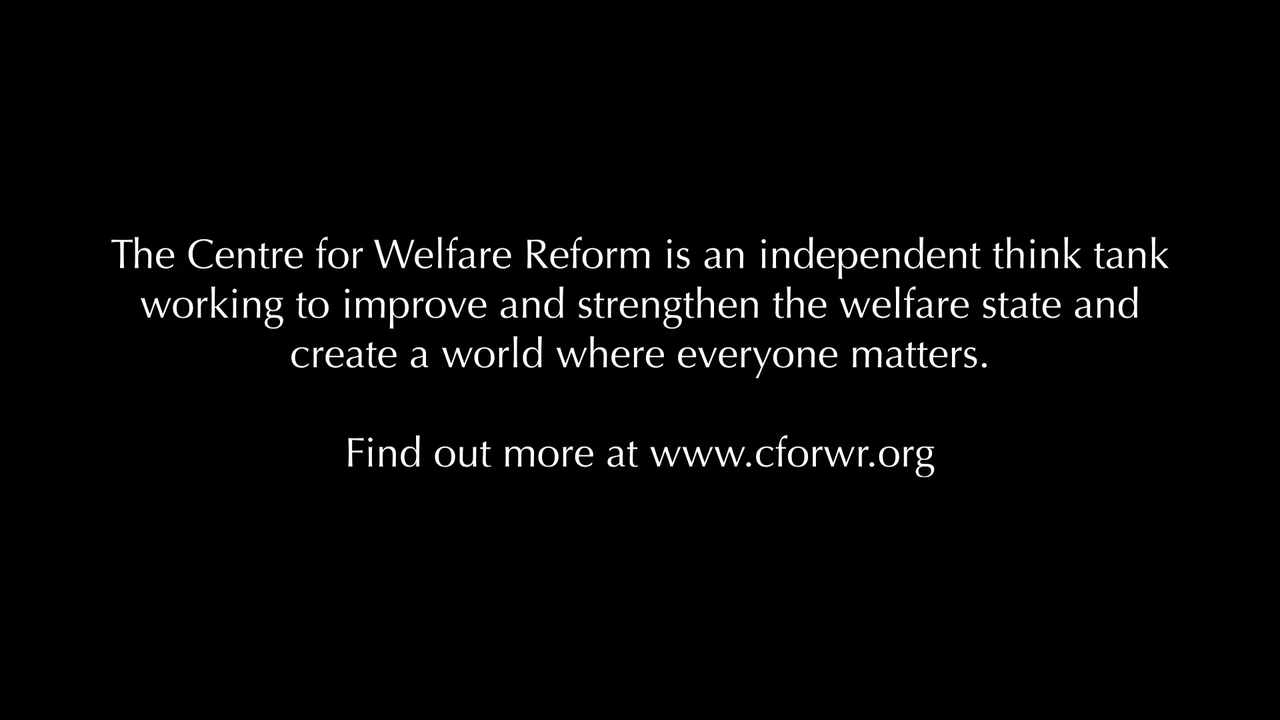 The Centre for Welfare Reform is an independent think tank
working to improve and strengthen the welfare state and
create a world where everyone matters.
Find out more at www.cforwr.org